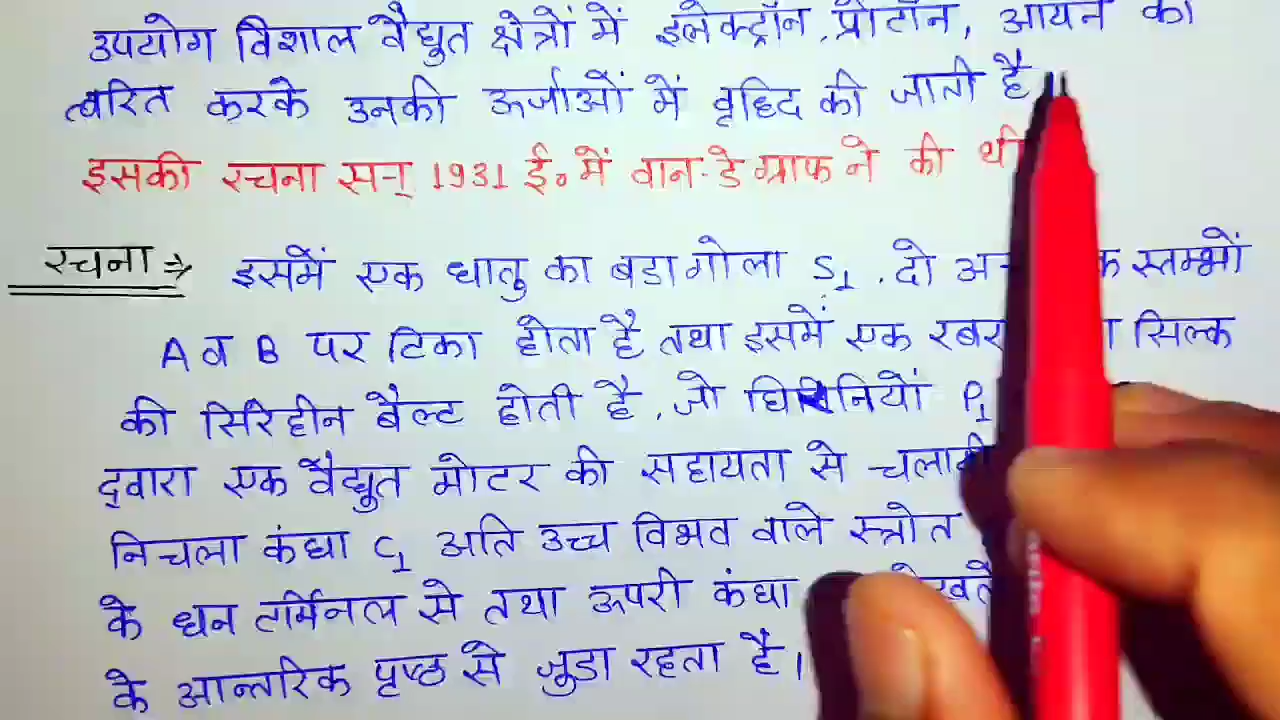 उपयोग विशाल वैद्युत क्षेत्रों में इलेक्ट्रॉन, प्रोटॉन, आयन को
त्वरित करके उनकी ऊर्जाओं में वृध्दि की जाती है
इसकी रचना सन् 1931 ई० में वान-डे ग्राफ ने की थी
रचना ⇒ इसमें एक धातु का बडा गोला S₁, दो स्तम्भों
A व B पर टिका होता है तथा इसमें एक रबर सिल्क
की सिरिहीन बैल्ट होती है, जो घिरनियों P₁
द्वारा एक वैद्युत मोटर की सहायता से
निचला कंघा C₁ अति उच्च विभव वाले स्त्रोत
के धन टर्मिनल से तथा ऊपरी कंघा
के आन्तरिक पृष्ठ से जुडा रहता है।